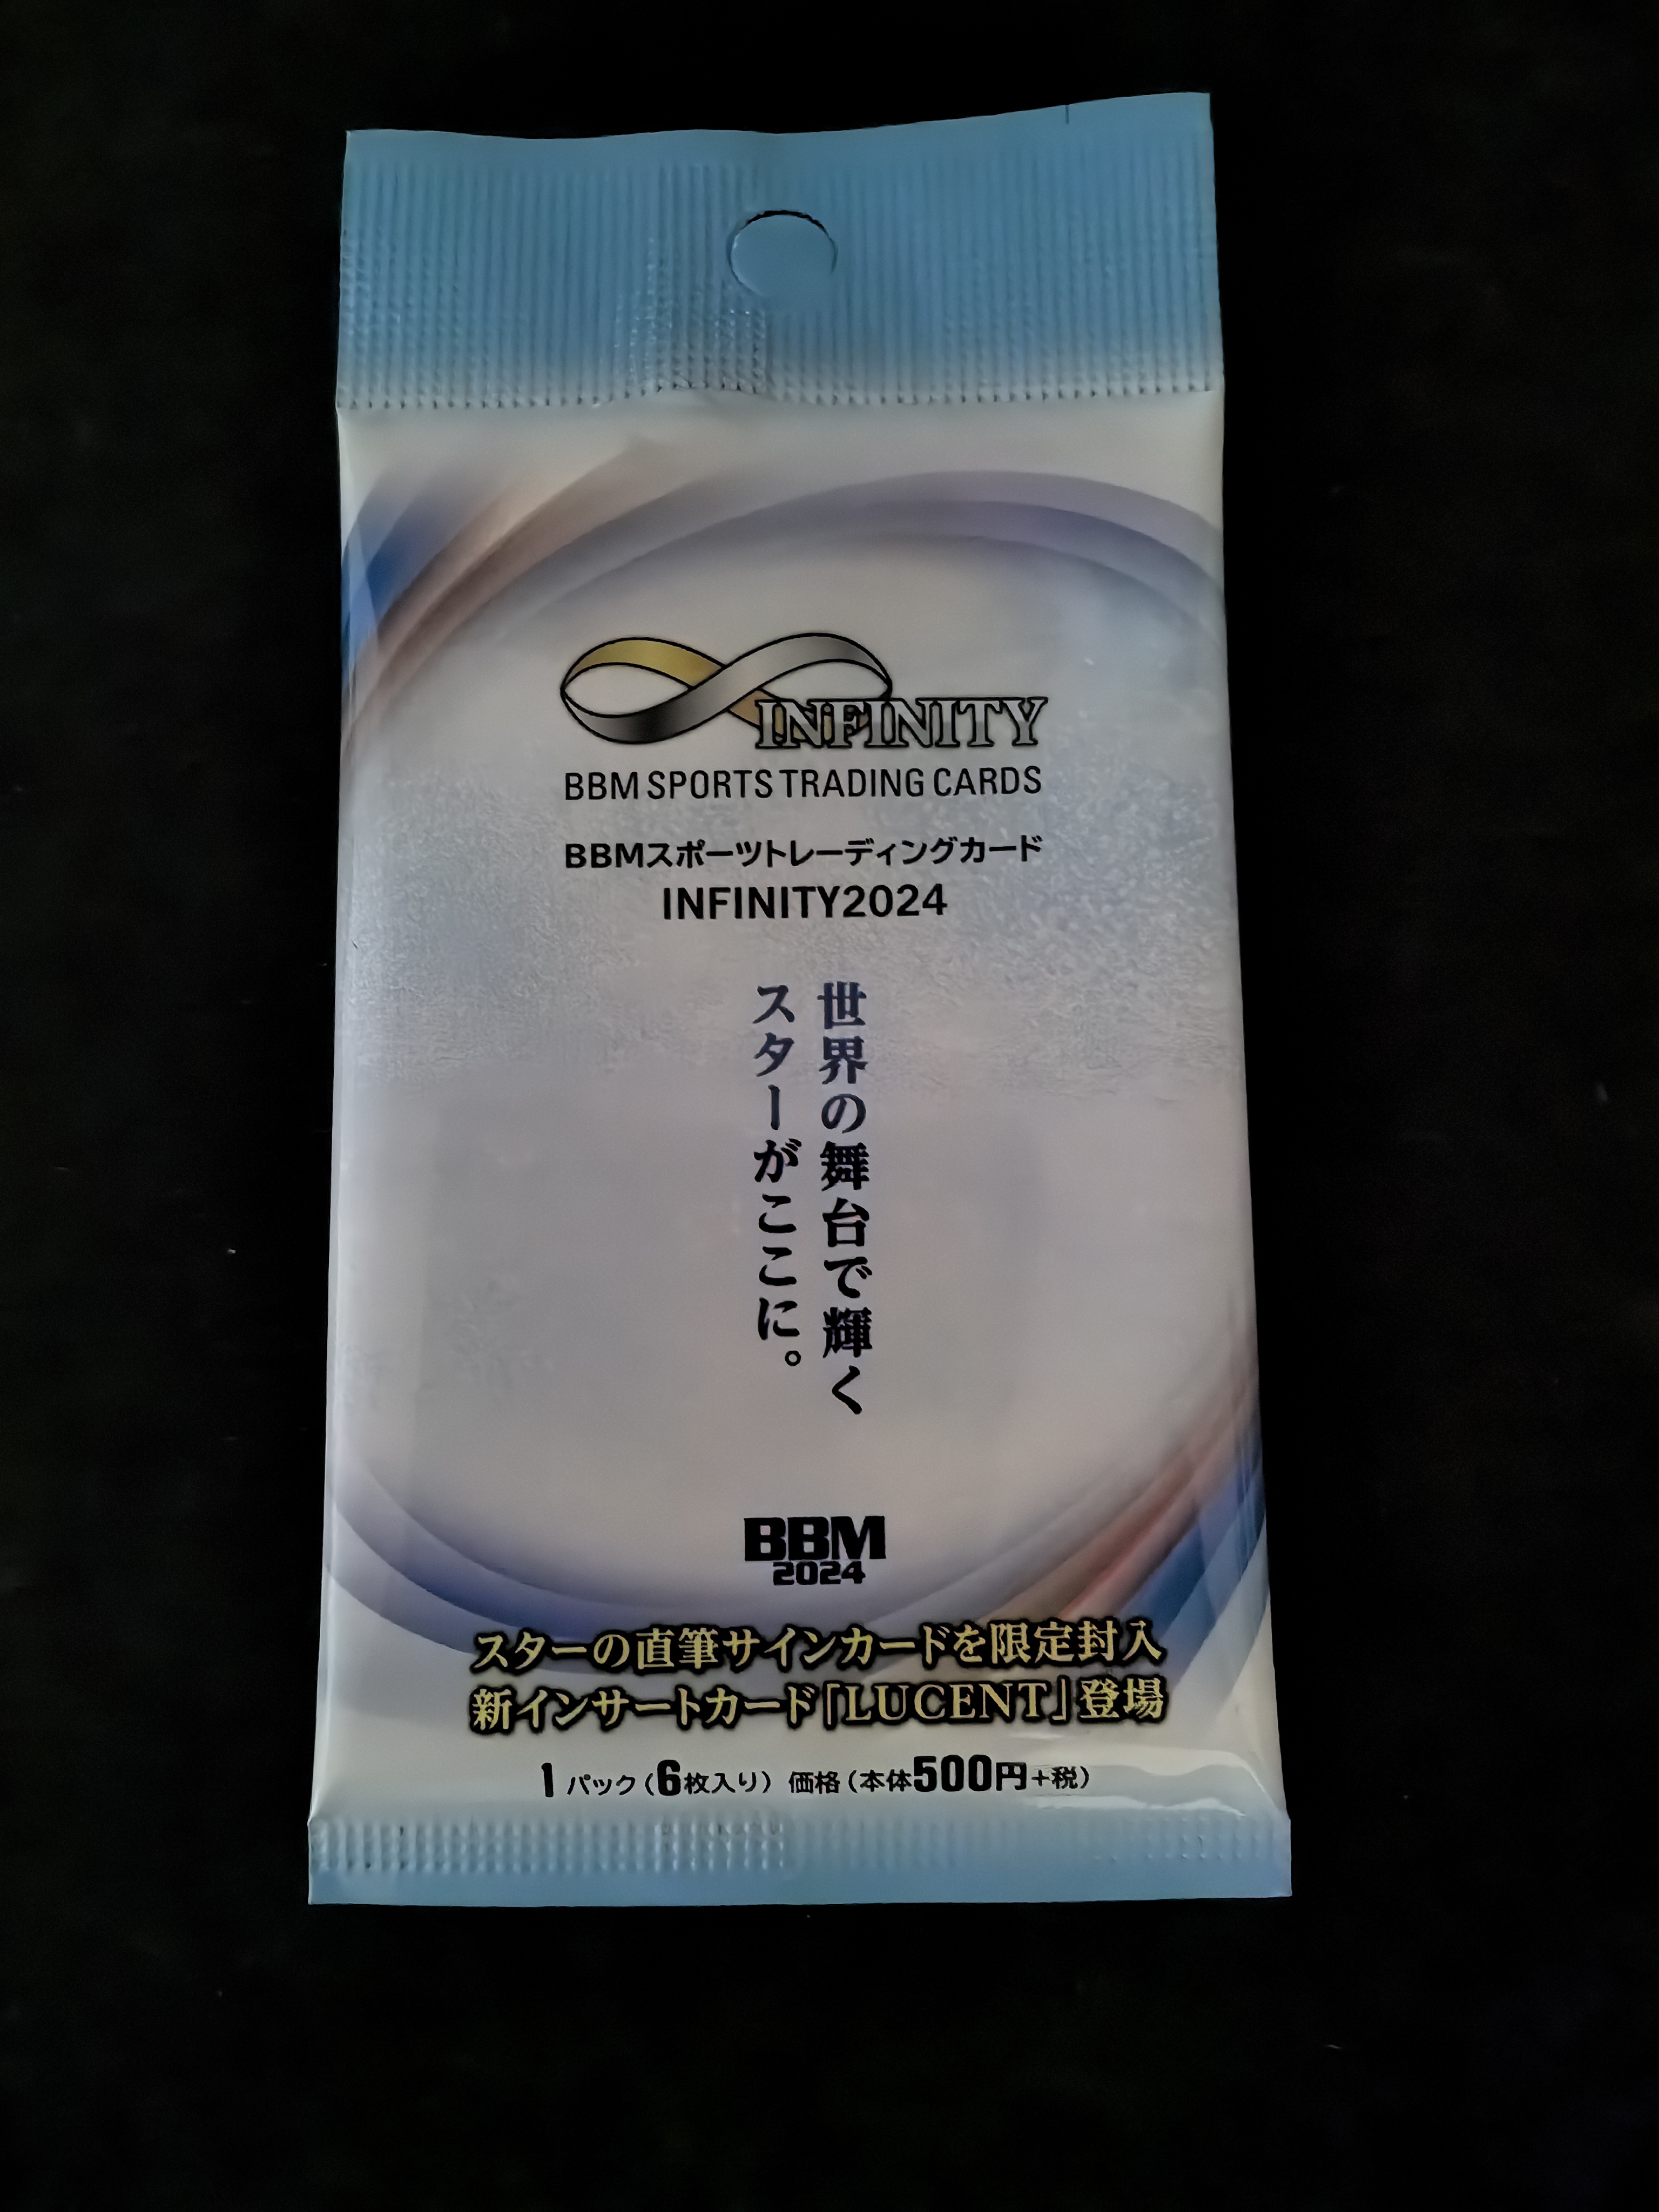 INFINITY
BBM SPORTS TRADING CARDS
BBMスポーツトレーディングカード
INFINITY2024
世界の舞台で輝く
スターがここに。
BBM
2024
スターの直筆サインカードを限定封入
新インサートカード「LUCENT」登場
1パック（6枚入り）価格（本体500円+税）